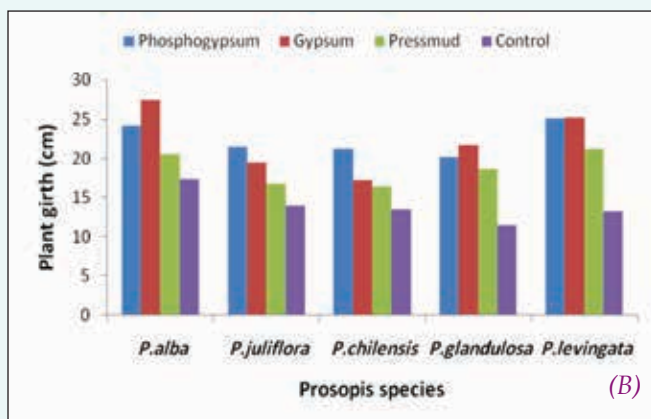 Phosphogypsum Gypsum Pressmud Control
30
25
20
15
10
5
0
Plant girth (cm)
P.alba P.juliflora P.chilensis P.glandulosa P.levingata
Prosopis species
(B)